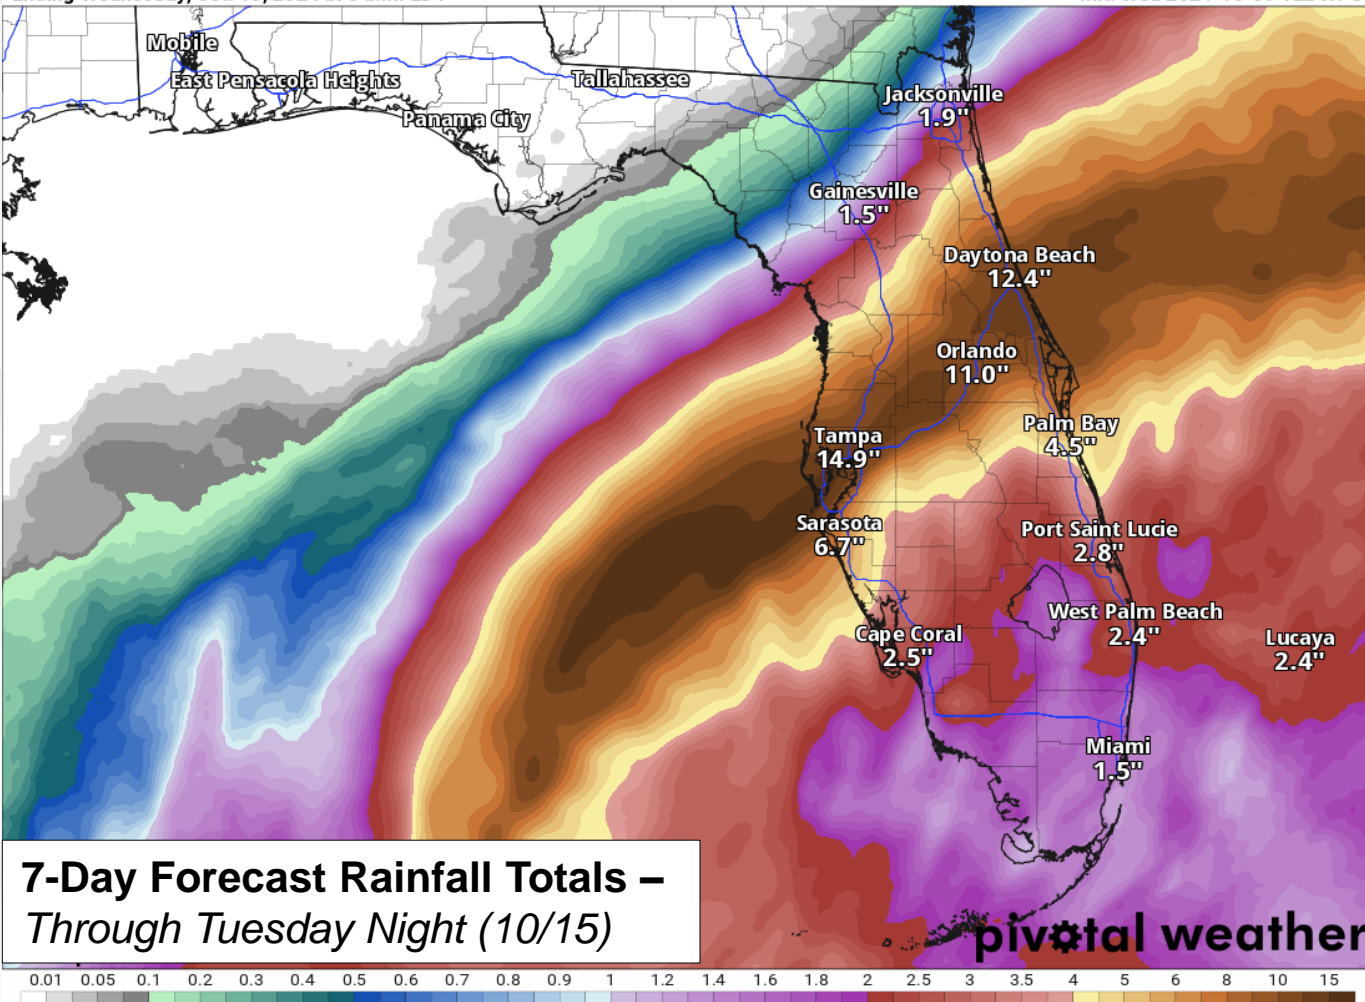 Mobile
East Pensacola Heights
Tallahassee
Panama City
Jacksonville
1.9"
Gainesville
1.5"
Daytona Beach
12.4"
Orlando
11.0"
Tampa
14.9"
Palm Bay
4.5"
Sarasota
6.7"
Port Saint Lucie
2.8"
West Palm Beach
2.4"
Cape Coral
2.5"
Lucaya
2.4"
Miami
1.5"
7-Day Forecast Rainfall Totals –
Through Tuesday Night (10/15)
pivotal weather
0.01 0.05 0.1 0.2 0.3 0.4 0.5 0.6 0.7 0.8 0.9 1 1.2 1.4 1.6 1.8 2 2.5 3 3.5 4 5 6 8 10 15